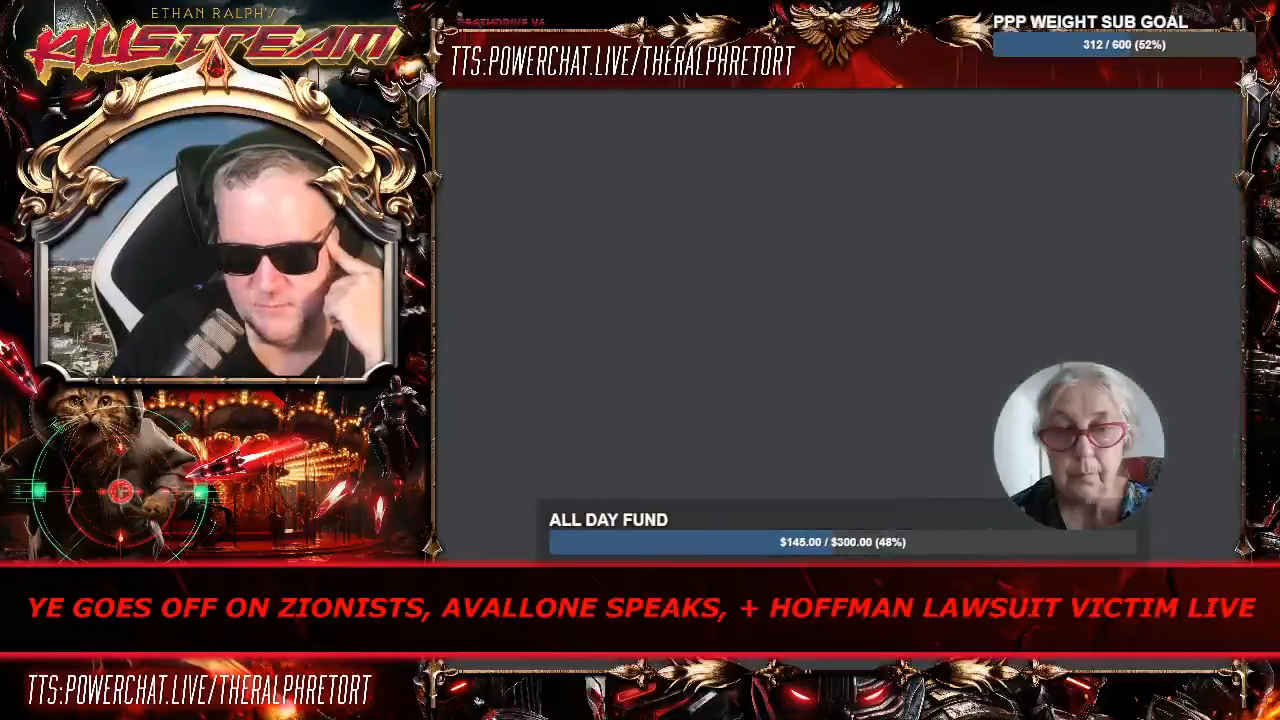 ETHAN RALPH'S
KILLSTREAM
TTS:POWERCHAT.LIVE/THERALPHRETORT
PPP WEIGHT SUB GOAL
312 / 600 (52%)
ALL DAY FUND
$145.00 / $300.00 (48%)
YE GOES OFF ON ZIONISTS, AVALLONE SPEAKS, + HOFFMAN LAWSUIT VICTIM LIVE
TTS:POWERCHAT.LIVE/THERALPHRETORT